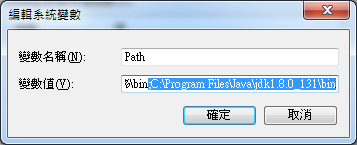 編輯系統變數
變數名稱(N):
Path
變數值(V):
%\bin;C:\Program Files\Java\jdk1.8.0_131\bin
確定
取消